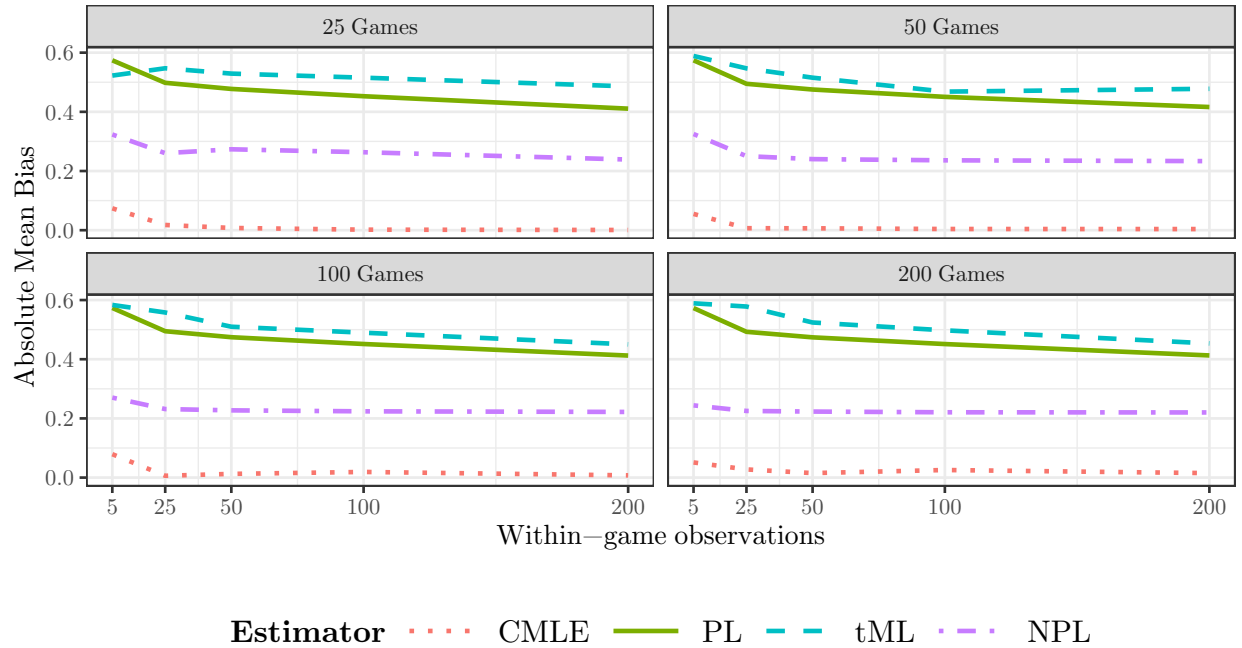 25 Games
50 Games
0.6
0.4
0.2
0.0
100 Games
200 Games
0.6
0.4
0.2
0.0
Absolute Mean Bias
5 25 50 100 200
5 25 50 100 200
Within−game observations
Estimator CMLE PL tML NPL